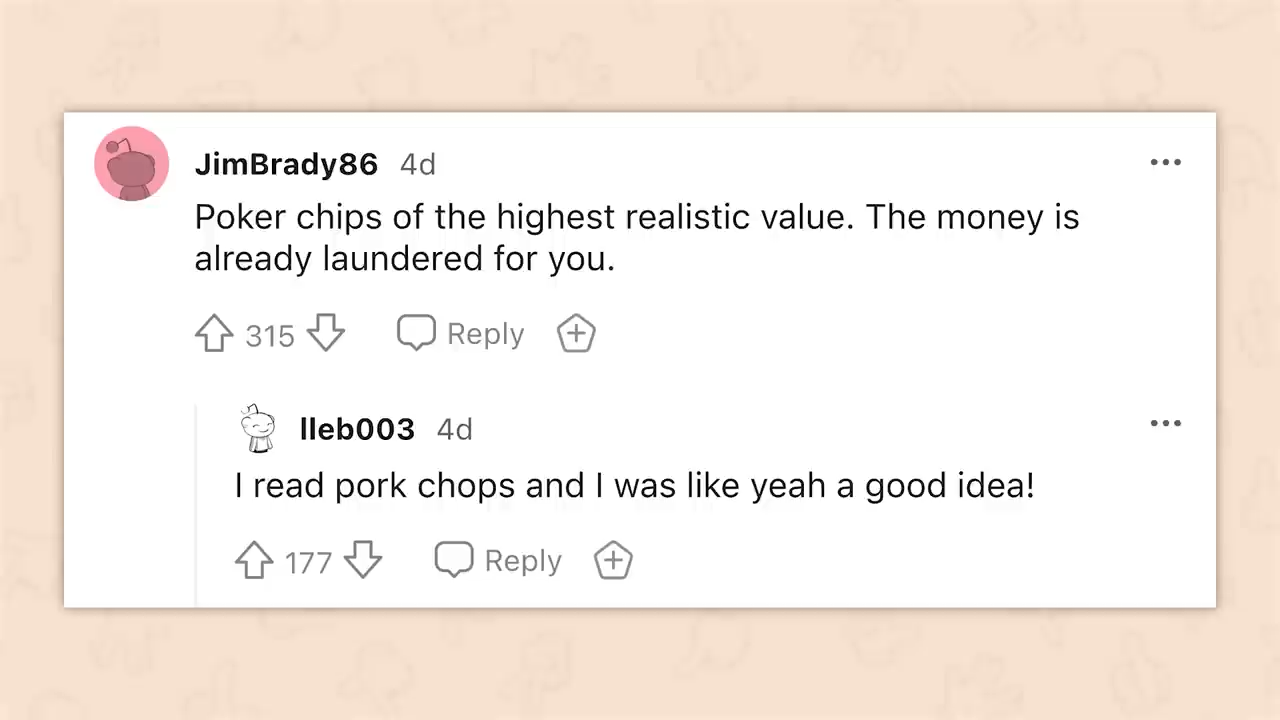 JimBrady86 4d
Poker chips of the highest realistic value. The money is
already laundered for you.
315 Reply
lleb003 4d
I read pork chops and I was like yeah a good idea!
177 Reply